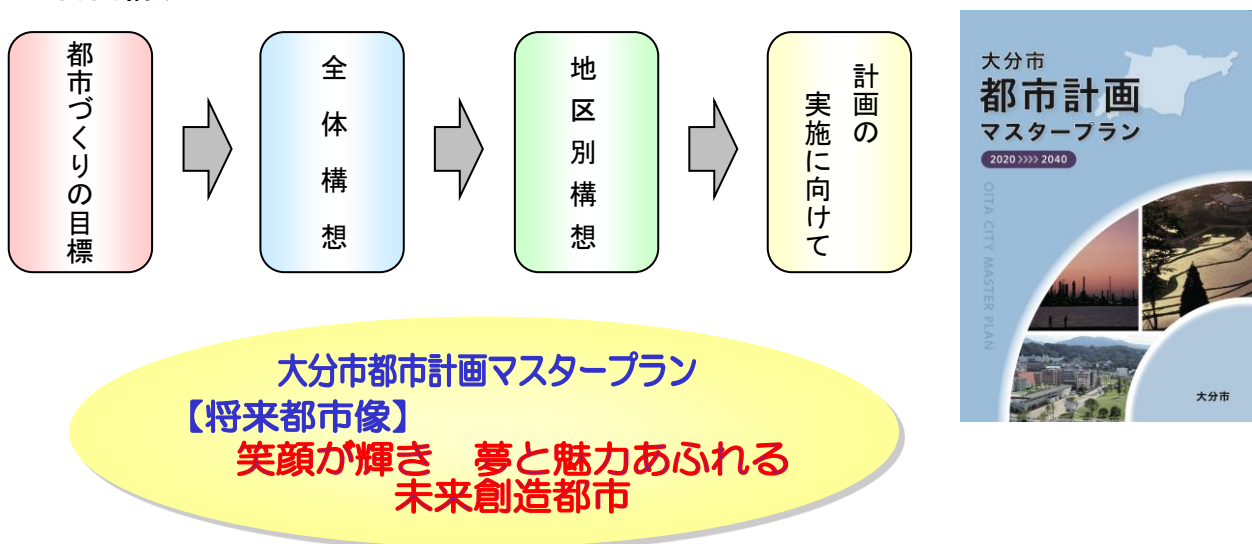 都市づくりの目標
全体構想
地区別構想
計画の
実施に向けて
大分市
都市計画
マスタープラン
2020 》》 2040
OITA CITY MASTER PLAN
大分市
大分市都市計画マスタープラン
【将来都市像】
笑顔が輝き　夢と魅力あふれる
未来創造都市